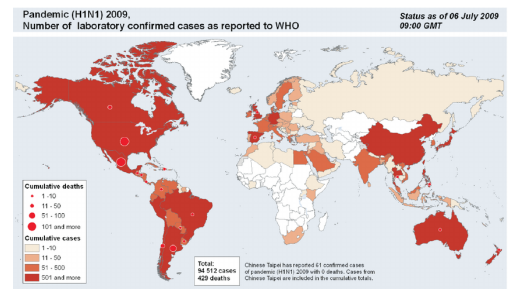 Pandemic (H1N1) 2009,
Number of laboratory confirmed cases as reported to WHO
Status as of 06 July 2009
09:00 GMT
Cumulative deaths
1 - 10
11 - 50
51 - 100
101 and more
Cumulative cases
1 -10
11 - 50
51 - 500
501 and more
Total:
94 512 cases
429 deaths
Chinese Taipei has reported 61 confirmed cases
of pandemic (H1N1) 2009 with 0 deaths. Cases from
Chinese Taipei are included in the cumulative totals.